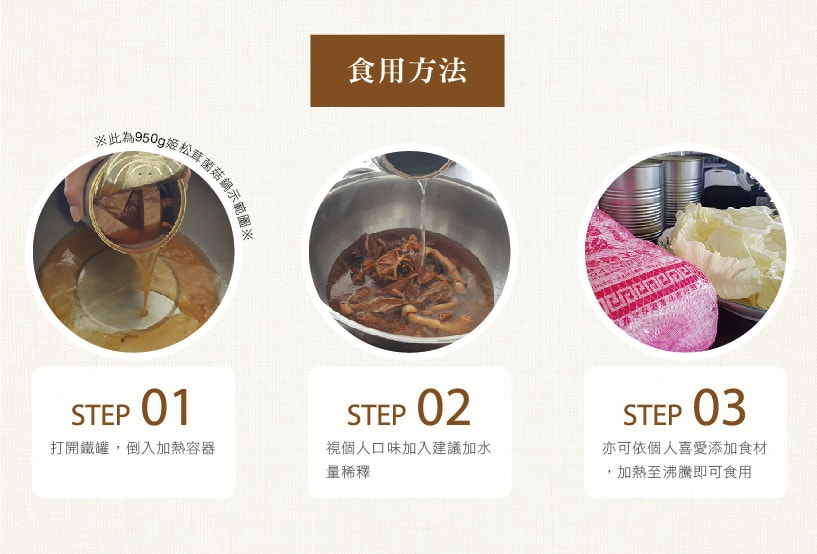 食用方法
※此為950g姬松茸菌菇鍋示範圖※
STEP 01
打開鐵罐，倒入加熱容器
STEP 02
視個人口味加入建議加水
量稀釋
STEP 03
亦可依個人喜愛添加食材
，加熱至沸騰即可食用